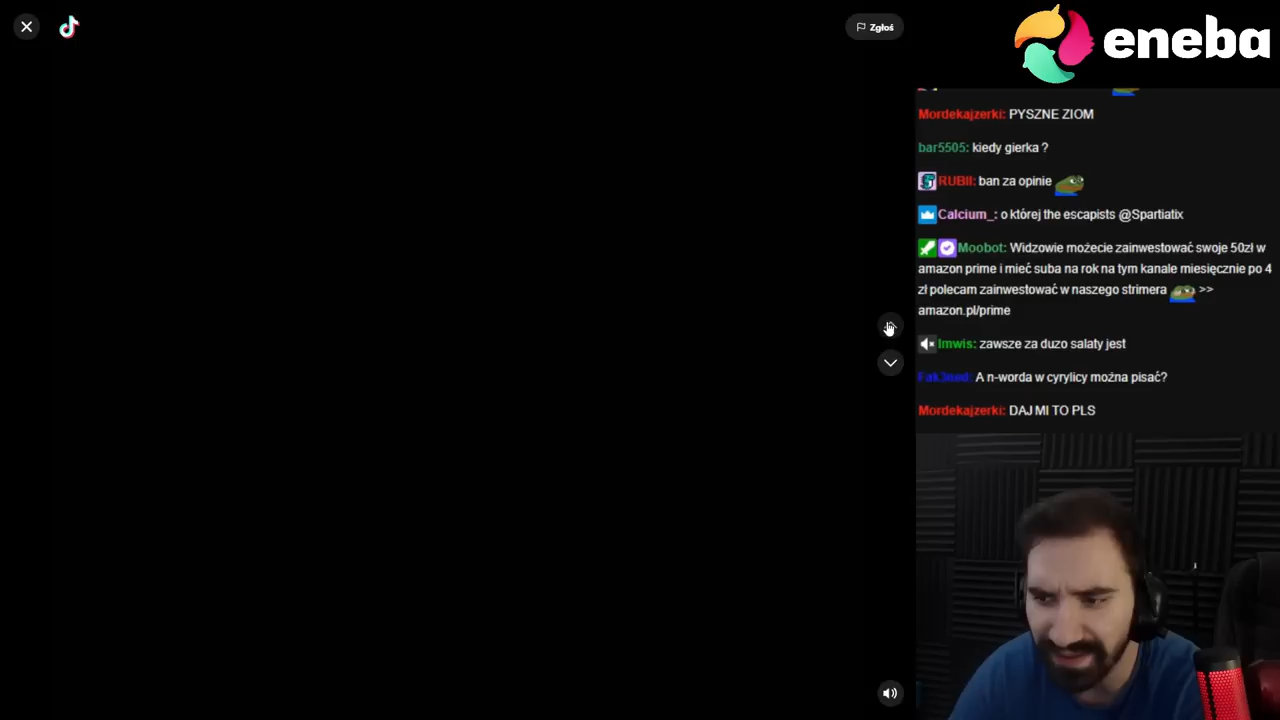 Zgłoś
eneba
Mordekajzerki: PYSZNE ZIOM
bar5505: kiedy gierka ?
RUBII: ban za opinie
Calcium_: o której the escapists @Spartiatix
Moobot: Widzowie możecie zainwestować swoje 50zł w
amazon prime i mieć suba na rok na tym kanale miesięcznie po 4
zł polecam zainwestować w naszego strimera >>
amazon.pl/prime
Imwis: zawsze za duzo salaty jest
Fak3ned: A n-worda w cyrylicy można pisać?
Mordekajzerki: DAJ MI TO PLS